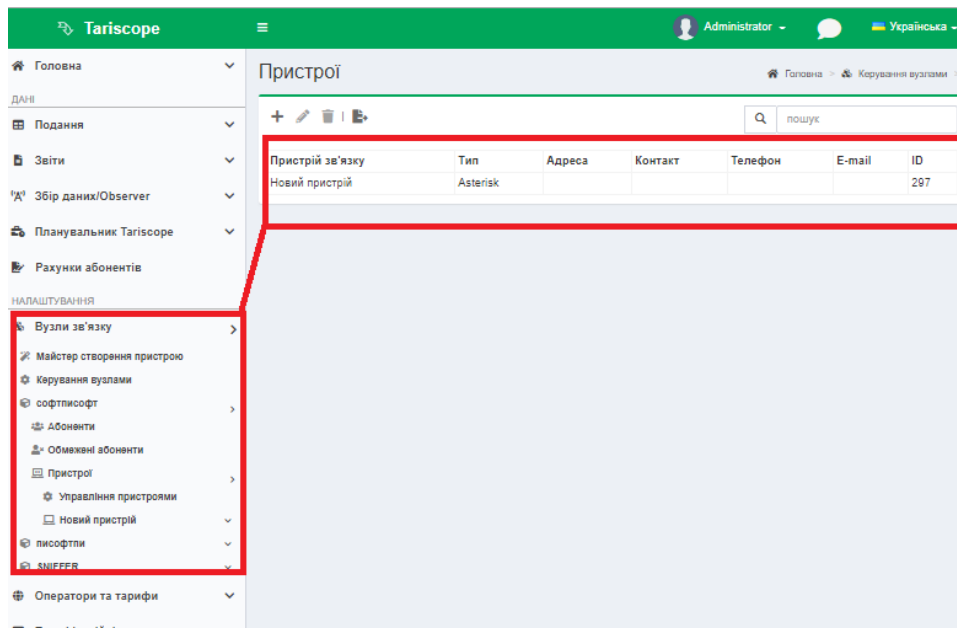 Tariscope
Administrator
Українська
Головна
ДАНІ
Подання
Звіти
Збір даних/Observer
Планувальник Tariscope
Рахунки абонентів
НАЛАШТУВАННЯ
Вузли зв'язку
Майстер створення пристрою
Керування вузлами
софтписофт
Абоненти
Обмежені абоненти
Пристрої
Управління пристроями
Новий пристрій
писофтпи
SNIFFER
Оператори та тарифи
Пристрої
Головна > Керування вузлами >
пошук
Пристрій зв'язку Тип Адреса Контакт Телефон E-mail ID
Новий пристрій Asterisk 297